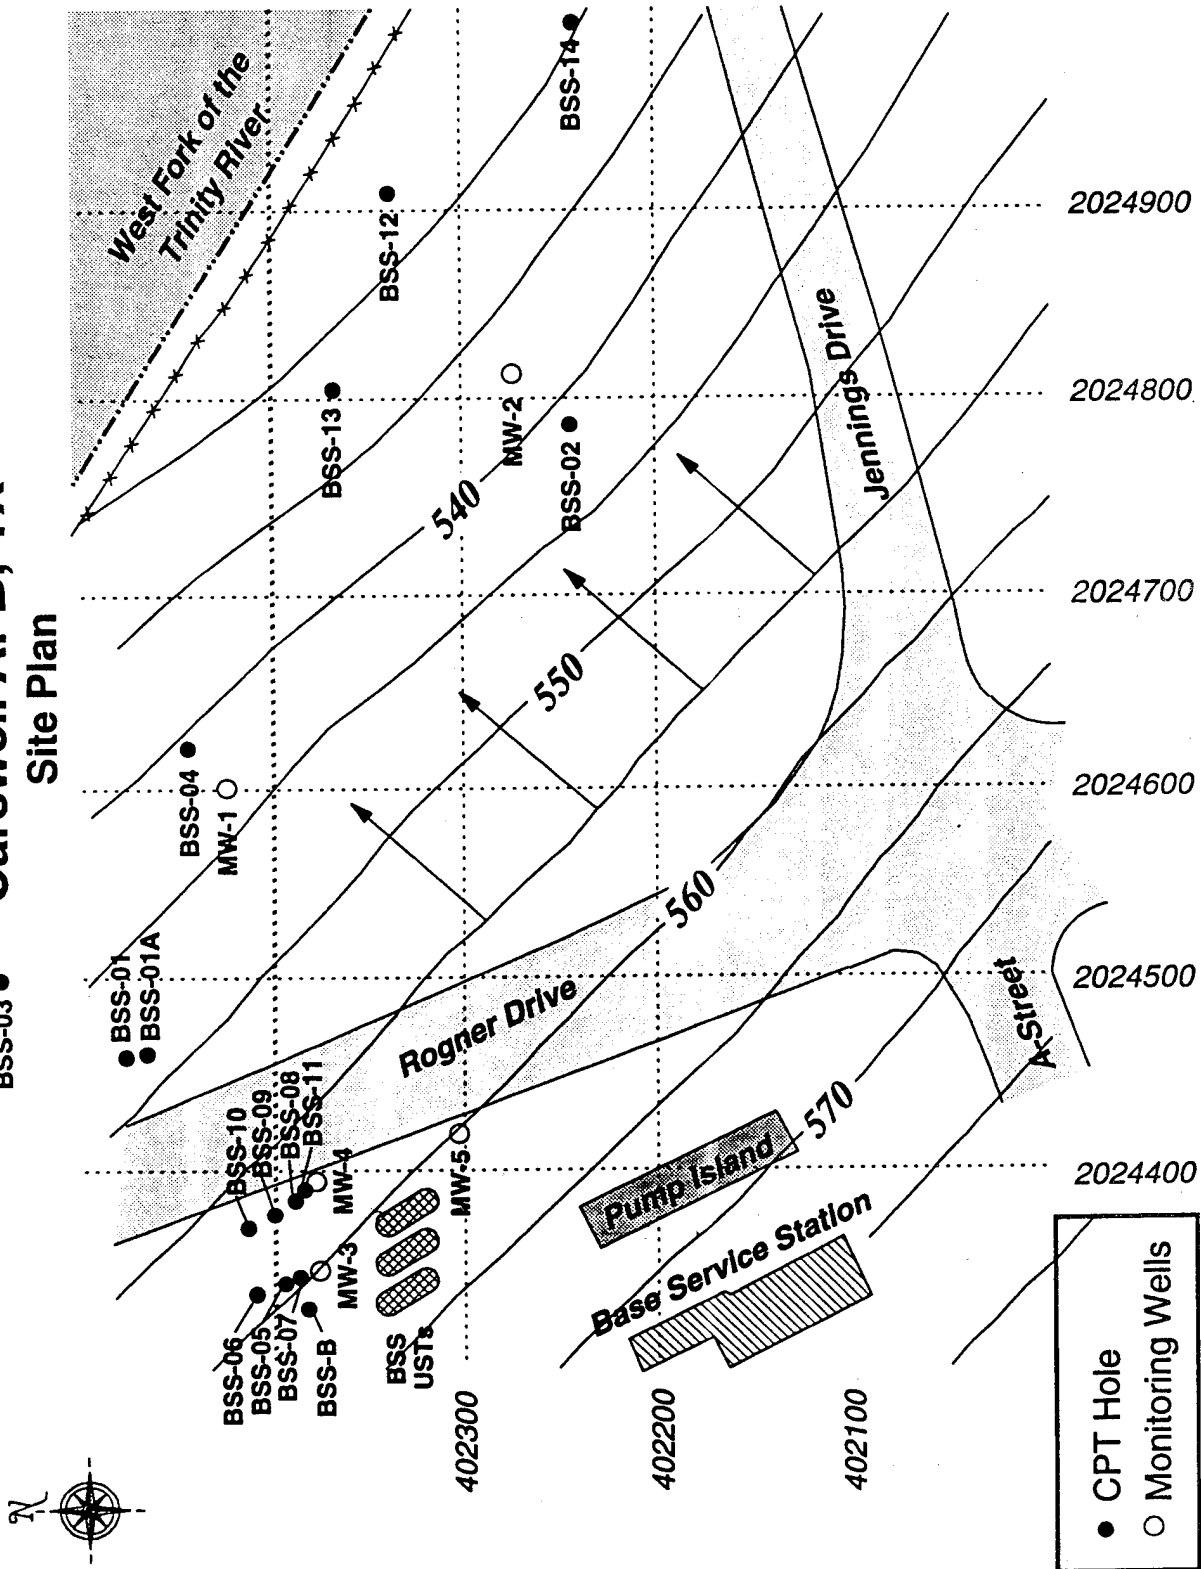 BSS-03
Site Plan
N
West Fork of the
Trinity River
BSS-14
BSS-12
BSS-13
MW-2
BSS-02
540
550
560
570
BSS-04
MW-1
BSS-01
BSS-01A
BSS-10
BSS-09
BSS-08
BSS-11
MW-4
MW-5
MW-3
BSS-06
BSS-05
BSS-07
BSS-B
BSS
USTs
Rogner Drive
Jennings Drive
A-Street
Pump Island
Base Service Station
402300
402200
402100
2024900
2024800
2024700
2024600
2024500
2024400
CPT Hole
Monitoring Wells